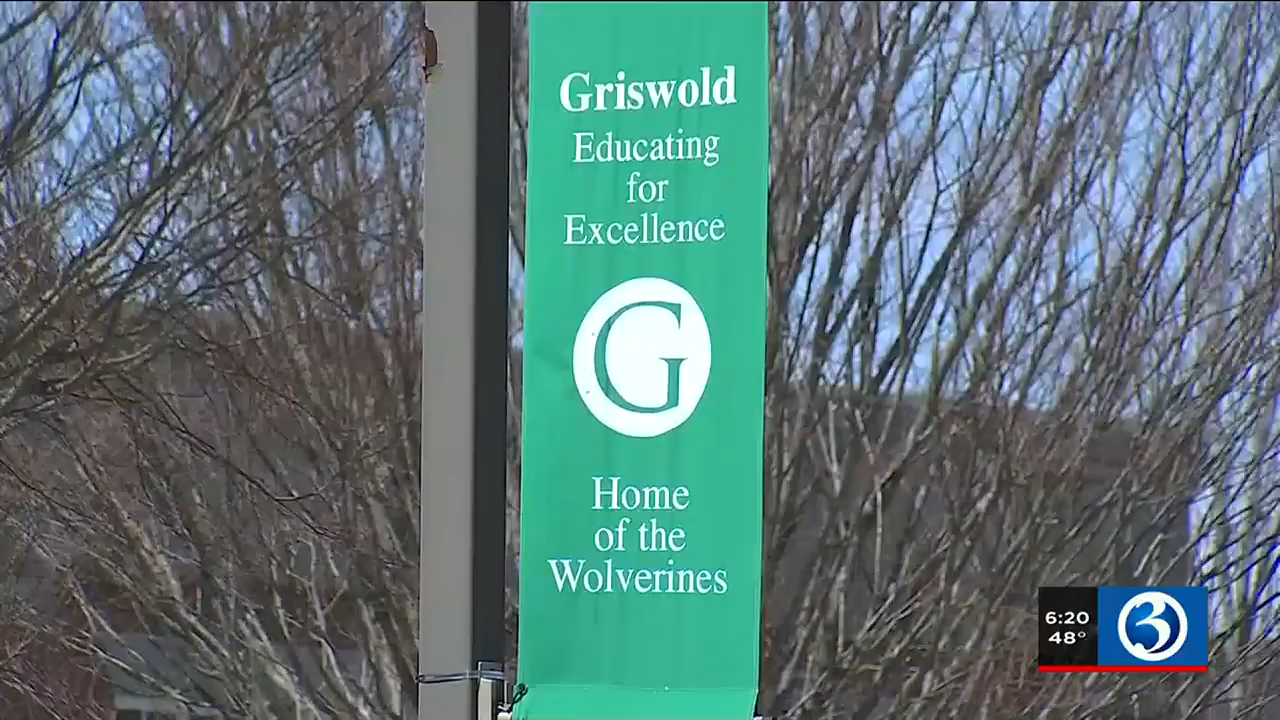 Griswold
Educating
for
Excellence
G
Home
of the
Wolverines
6:20
48°
3